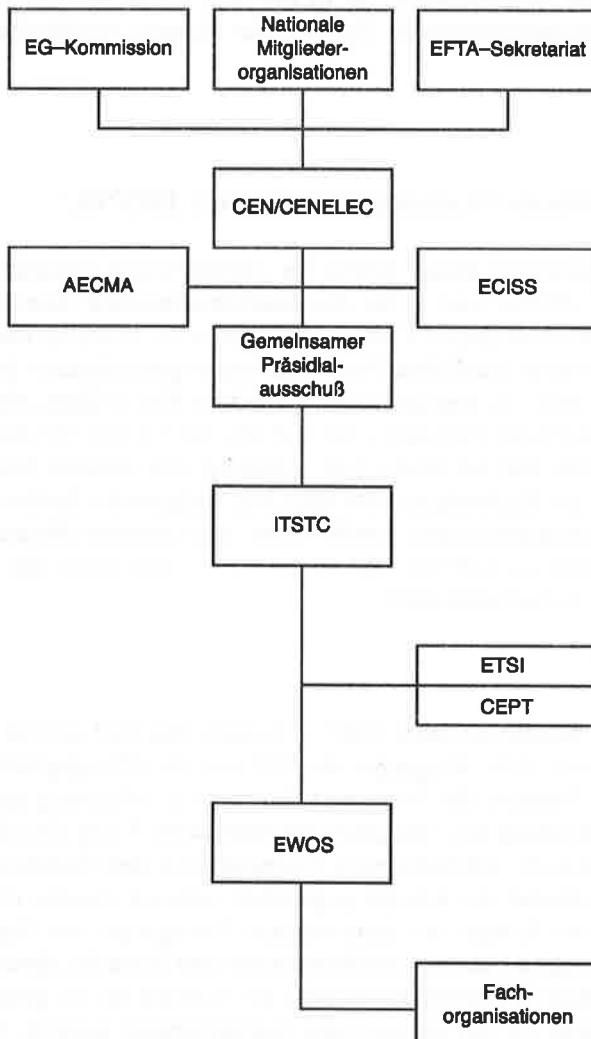 EG–Kommission
Nationale
Mitglieder-
organisationen
EFTA–Sekretariat
CEN/CENELEC
AECMA
ECISS
Gemeinsamer
Präsidial-
ausschuß
ITSTC
ETSI
CEPT
EWOS
Fach-
organisationen